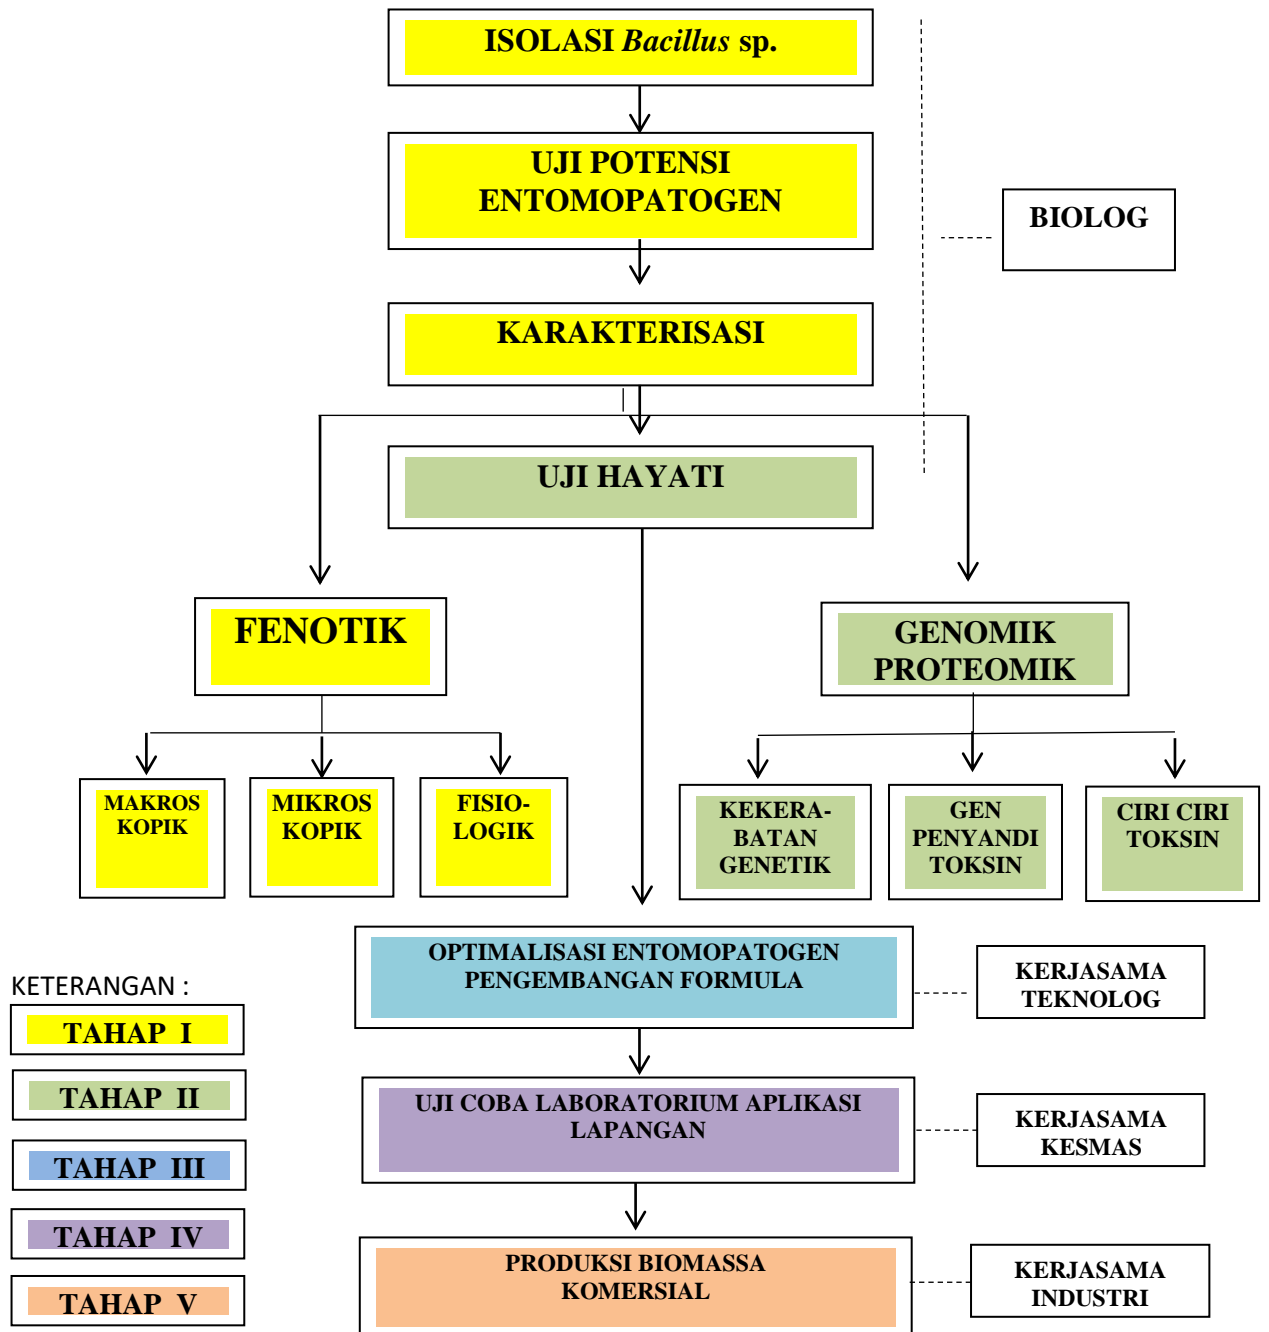 ISOLASI Bacillus sp.
UJI POTENSI
ENTOMOPATOGEN
BIOLOG
KARAKTERISASI
UJI HAYATI
FENOTIK
GENOMIK
PROTEOMIK
MAKROS
KOPIK
MIKROS
KOPIK
FISIO-
LOGIK
KEKERA-
BATAN
GENETIK
GEN
PENYANDI
TOKSIN
CIRI CIRI
TOKSIN
OPTIMALISASI ENTOMOPATOGEN
PENGEMBANGAN FORMULA
KERJASAMA
TEKNOLOG
KETERANGAN :
TAHAP I
TAHAP II
TAHAP III
TAHAP IV
TAHAP V
UJI COBA LABORATORIUM APLIKASI
LAPANGAN
KERJASAMA
KESMAS
PRODUKSI BIOMASSA
KOMERSIAL
KERJASAMA
INDUSTRI